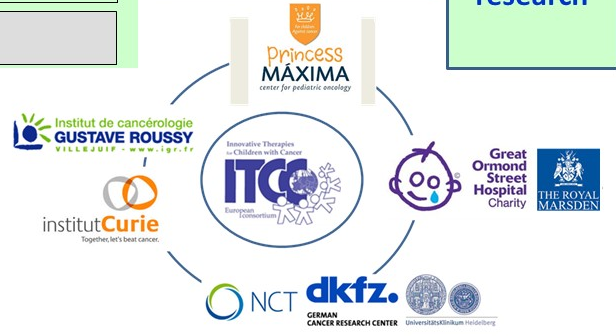 research
Princess
MÁXIMA
center for pediatric oncology
Institut de cancérologie
GUSTAVE ROUSSY
VILLEJUIF - www.igr.fr
Innovative Therapies
for Children with Cancer
ITCC
European
Consortium
Great
Ormond
Street
Hospital
Charity
THE ROYAL
MARSDEN
institutCurie
Together, let's beat cancer.
NCT
dkfz.
GERMAN
CANCER RESEARCH CENTER
UniversitätsKlinikum Heidelberg